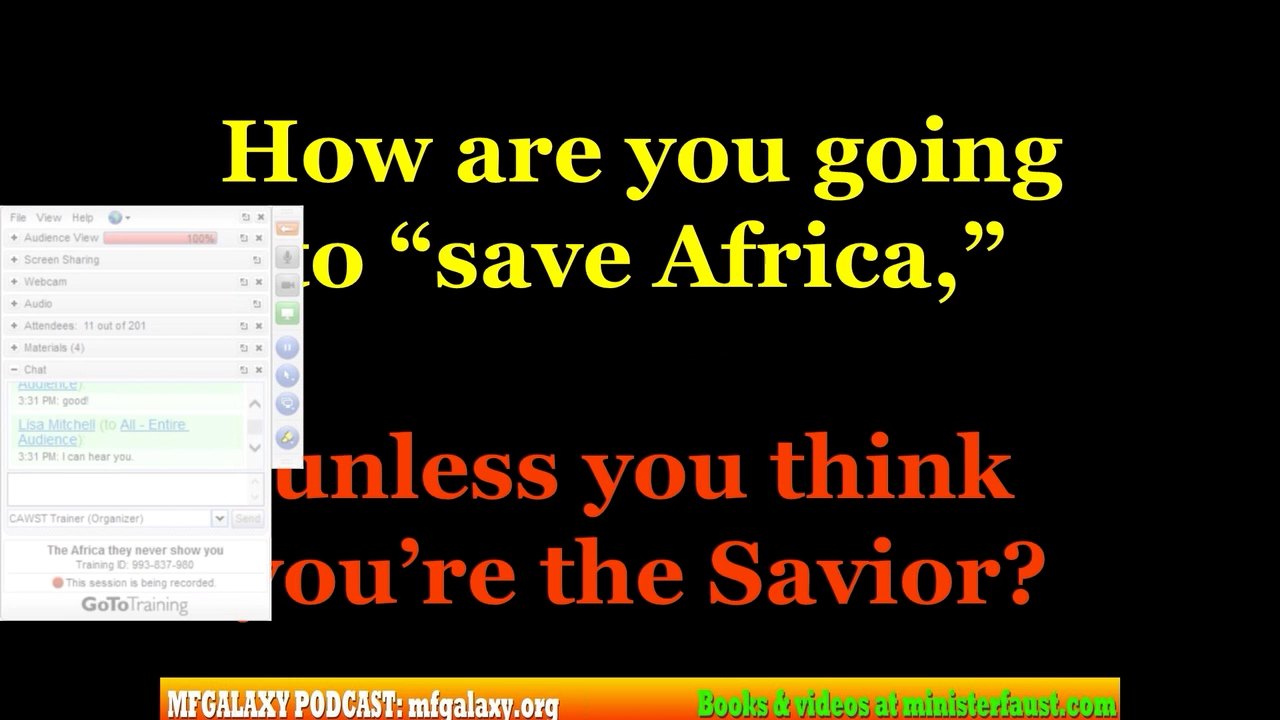 How are you going
to “save Africa,”
unless you think
you’re the Savior?
File View Help
Audience View 100%
Screen Sharing
Webcam
Audio
Attendees: 11 out of 201
Materials (4)
Chat
Audience)
3:31 PM: good!
Lisa Mitchell (to All - Entire
Audience)
3:31 PM: I can hear you.
CAWST Trainer (Organizer)
Send
The Africa they never show you
Training ID: 993-837-980
This session is being recorded.
GoToTraining
MFGALAXY PODCAST: mfgalaxy.org
Books & videos at ministerfaust.com